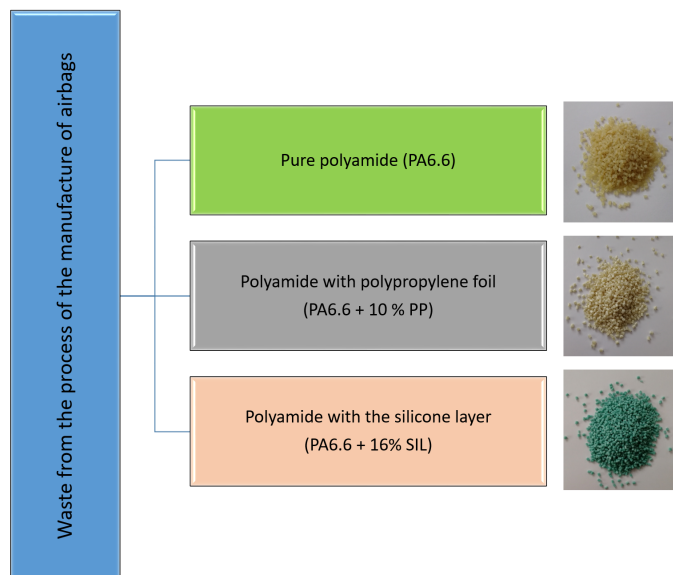 Waste from the process of the manufacture of airbags
Pure polyamide (PA6.6)
Polyamide with polypropylene foil
(PA6.6 + 10 % PP)
Polyamide with the silicone layer
(PA6.6 + 16% SIL)